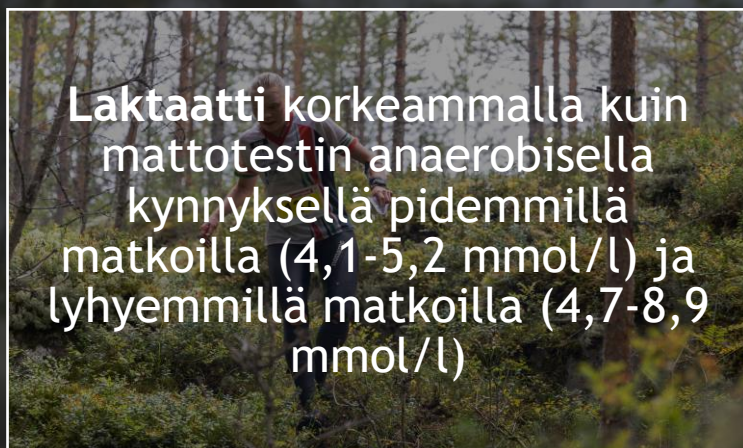 Laktaatti korkeammalla kuin
mattotestin anaerobisella
kynnyksellä pidemmillä
matkoilla (4,1-5,2 mmol/l) ja
lyhyemmillä matkoilla (4,7-8,9
mmol/l)